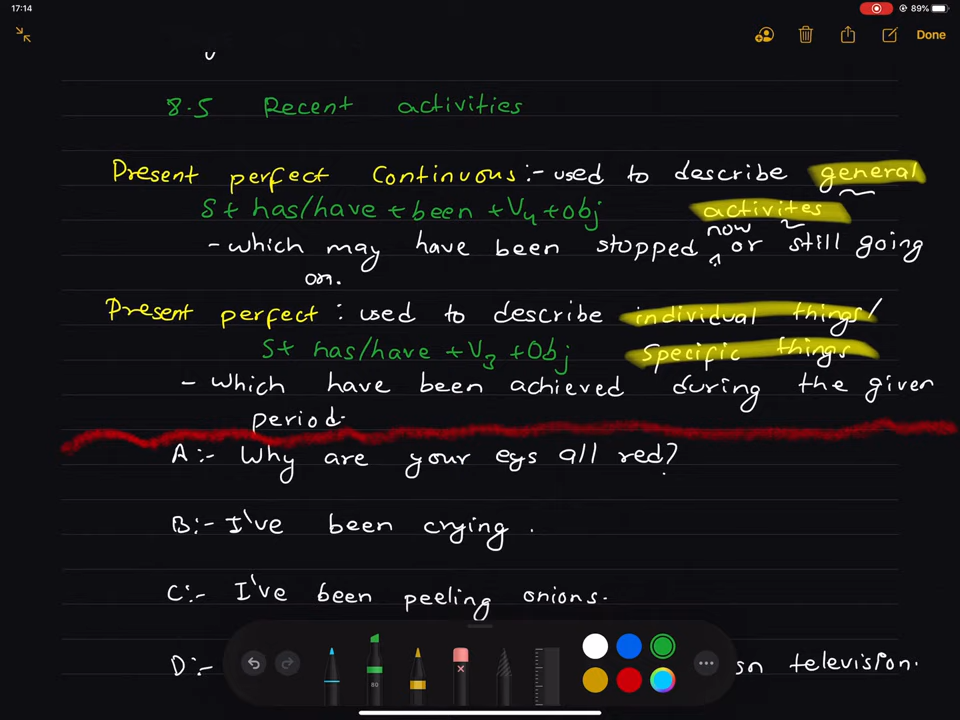 17:14
89%
Done
8.5 Recent activities
Present perfect Continuous :- used to describe general
S+ has/have + been + V4 + obj activites
now
- which may have been stopped ^ or still going
on.
Present perfect : used to describe individual things/
S+ has/have + V3 + Obj specific things
- which have been achieved during the given
period.
A:- Why are your eys all red?
B:- I've been crying .
C:- I've been peeling onions.
D:- on television.
80